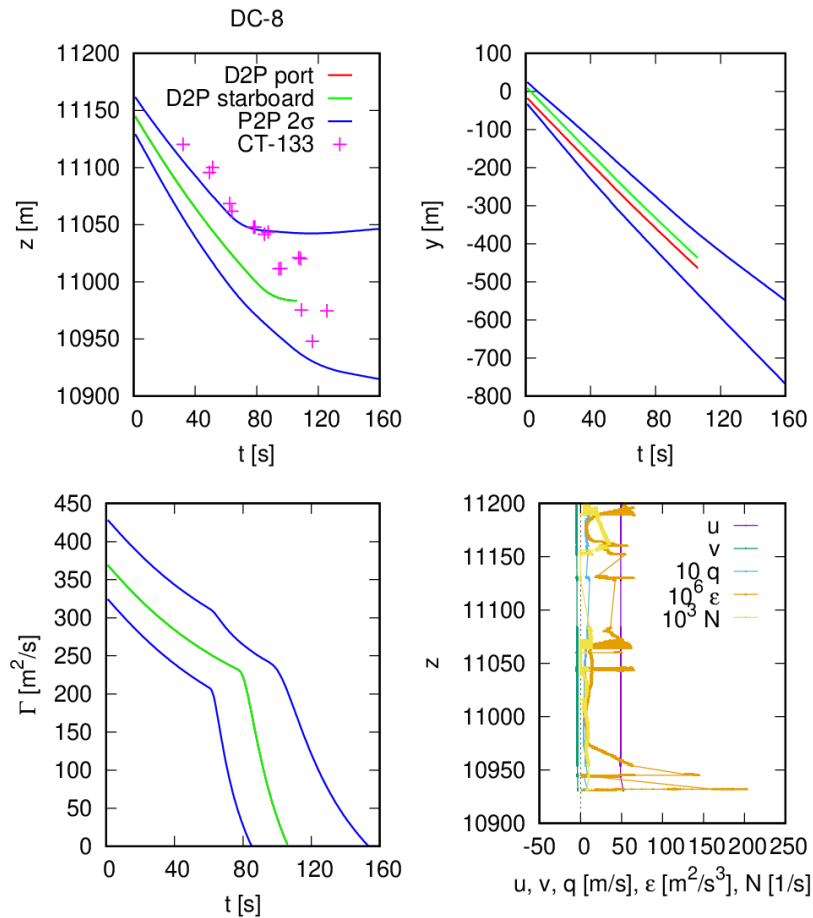 DC-8
11200
11150
11100
11050
11000
10950
10900
z [m]
0 40 80 120 160
t [s]
D2P port
D2P starboard
P2P 2σ
CT-133
100
0
-100
-200
-300
-400
-500
-600
-700
-800
y [m]
0 40 80 120 160
t [s]
450
400
350
300
250
200
150
100
50
0
Γ [m²/s]
0 40 80 120 160
t [s]
11200
11150
11100
11050
11000
10950
10900
z
u
v
10 q
10⁶ ε
10³ N
-50 0 50 100 150 200 250
u, v, q [m/s], ε [m²/s³], N [1/s]